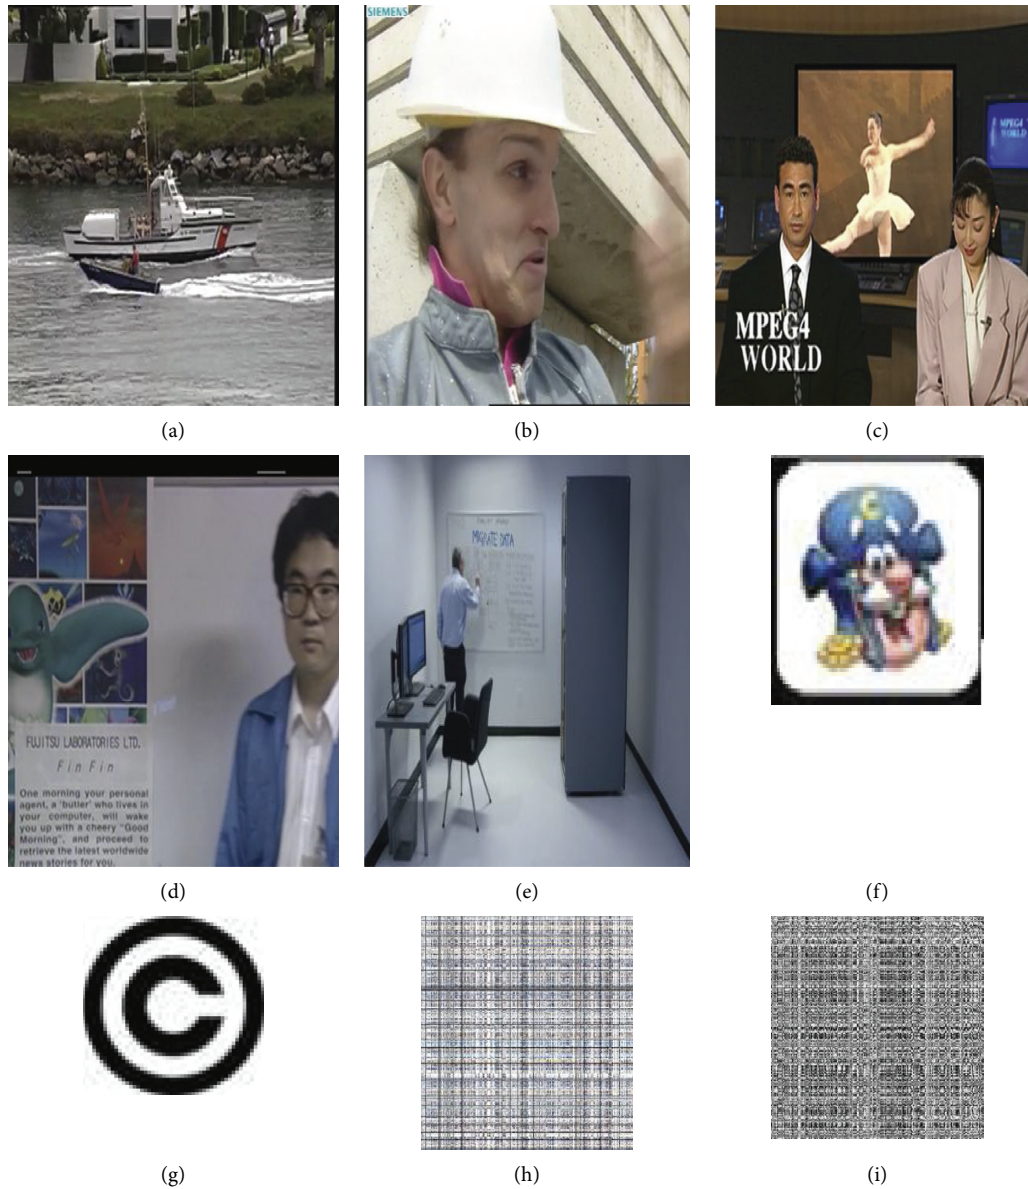 SIEMENS
MPEG4
WORLD
MPEG4
WORLD
(a)
(b)
(c)
MIGRATE DATA
FUJITSU LABORATORIES LTD.
Fin Fin
One morning your personal
agent, a 'butler' who lives in
your computer, will wake
you up with a cheery "Good
Morning", and proceed to
retrieve the latest worldwide
news stories for you.
(d)
(e)
(f)
C
(g)
(h)
(i)